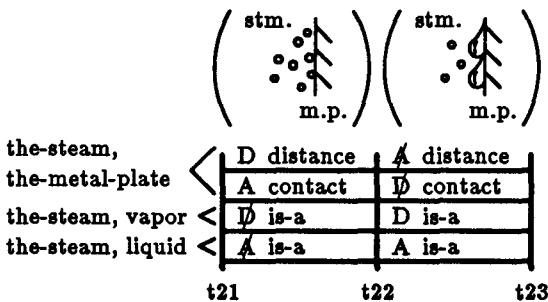 stm. stm.
m.p. m.p.
the-steam, D distance A̸ distance
the-metal-plate A contact D̸ contact
the-steam, vapor D̸ is-a D is-a
the-steam, liquid A̸ is-a A is-a
t21 t22 t23